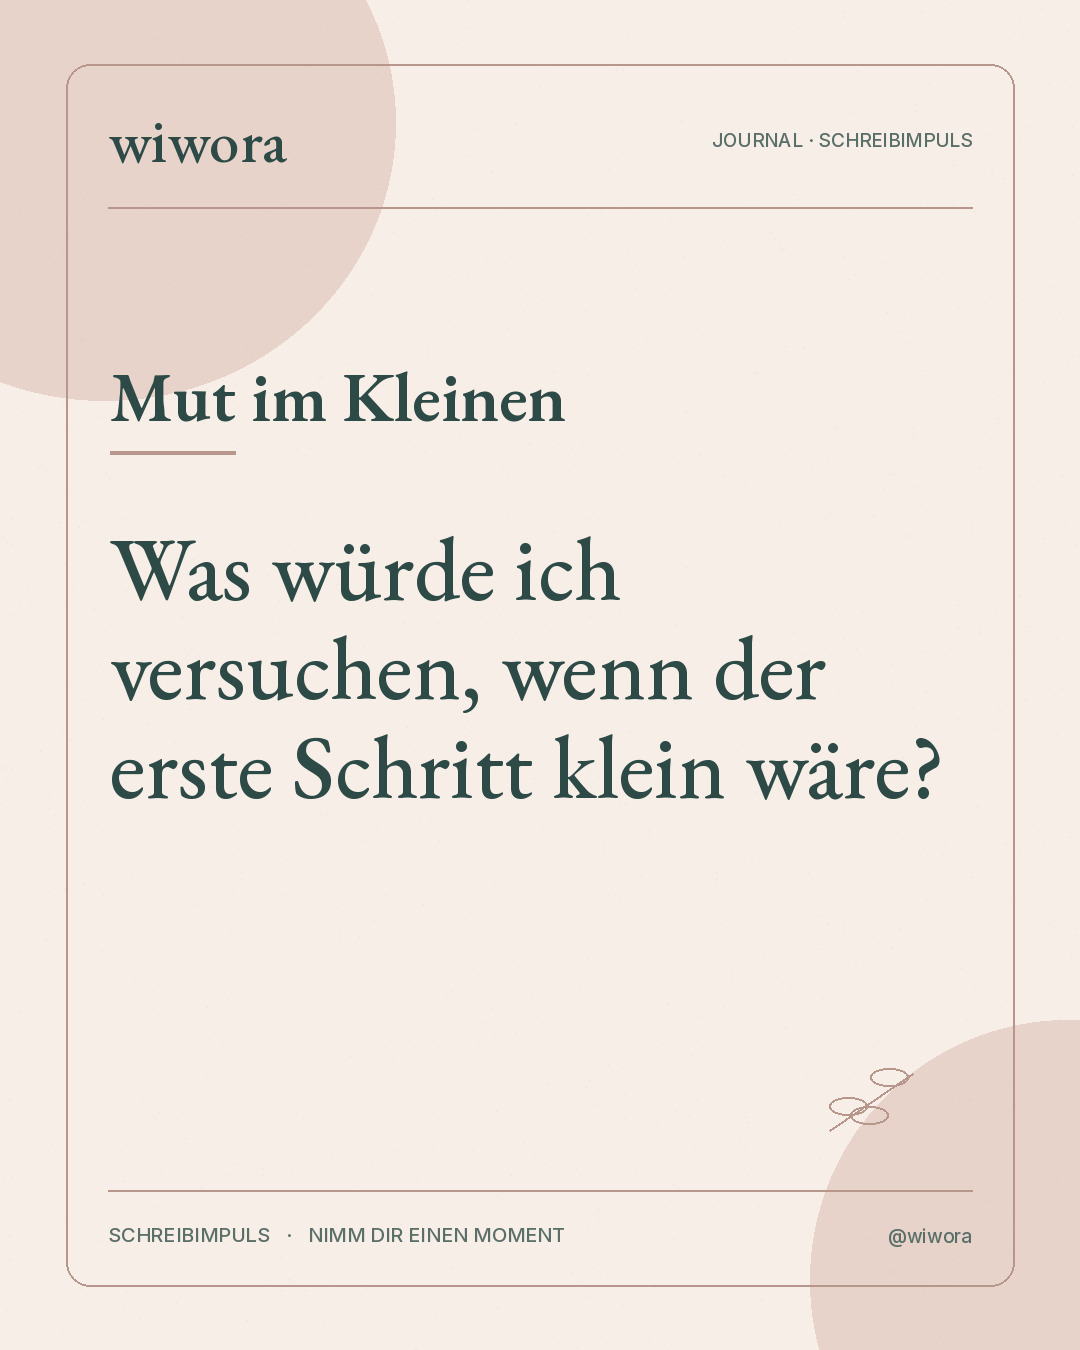 wiwora
JOURNAL · SCHREIBIMPULS
Mut im Kleinen
Was würde ich
versuchen, wenn der
erste Schritt klein wäre?
SCHREIBIMPULS · NIMM DIR EINEN MOMENT
@wiwora